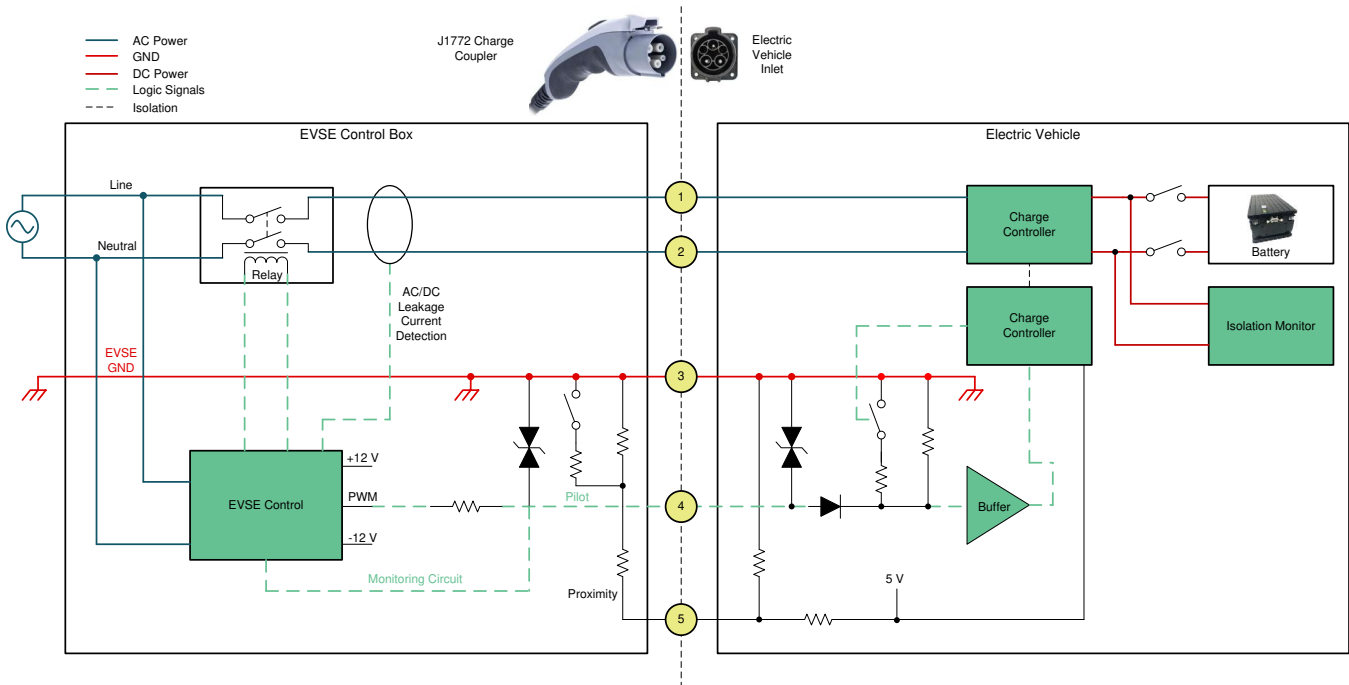 AC Power
GND
DC Power
Logic Signals
Isolation
J1772 Charge
Coupler
Electric
Vehicle
Inlet
EVSE Control Box
Electric Vehicle
Line
Neutral
Relay
AC/DC
Leakage
Current
Detection
EVSE
GND
1
2
3
4
5
Charge
Controller
Battery
Charge
Controller
Isolation Monitor
+12 V
EVSE Control
PWM
-12 V
Pilot
Monitoring Circuit
Proximity
Buffer
5 V